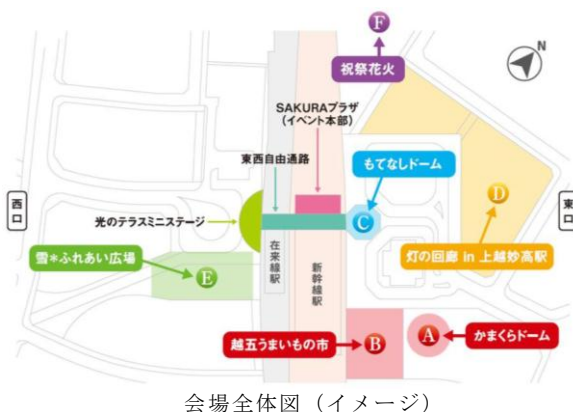 F
祝祭花火
N
SAKURAプラザ
(イベント本部)
東西自由通路
もてなしドーム
西口
東口
光のテラスミニステージ
C
D
在来線駅
新幹線駅
雪*ふれあい広場
灯の回廊 in 上越妙高駅
E
越五うまいもの市
B
A
かまくらドーム
会場全体図(イメージ)